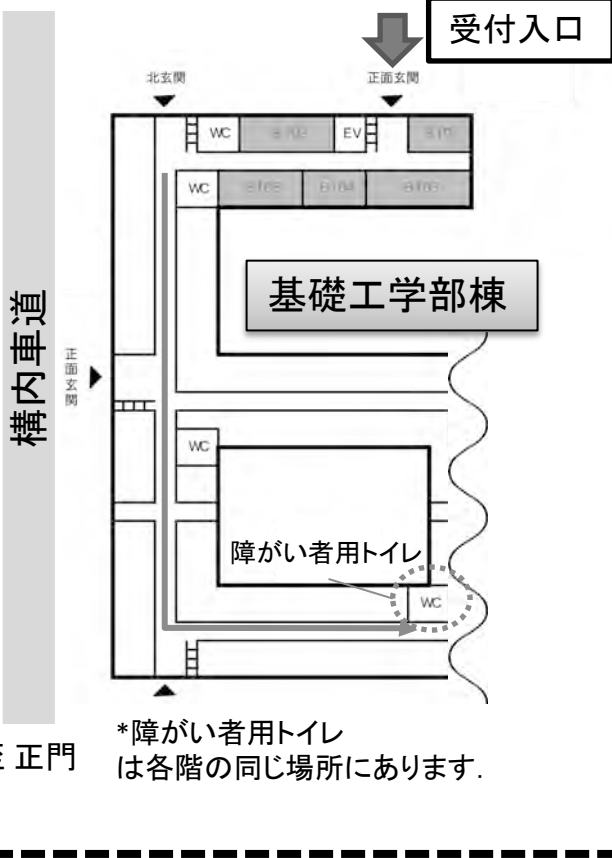 受付入口
北玄関
正面玄関
WC
EV
WC
B104
B103
基礎工学部棟
構内車道
正面玄関
WC
障がい者用トイレ
WC
正門
*障がい者用トイレ
は各階の同じ場所にあります.